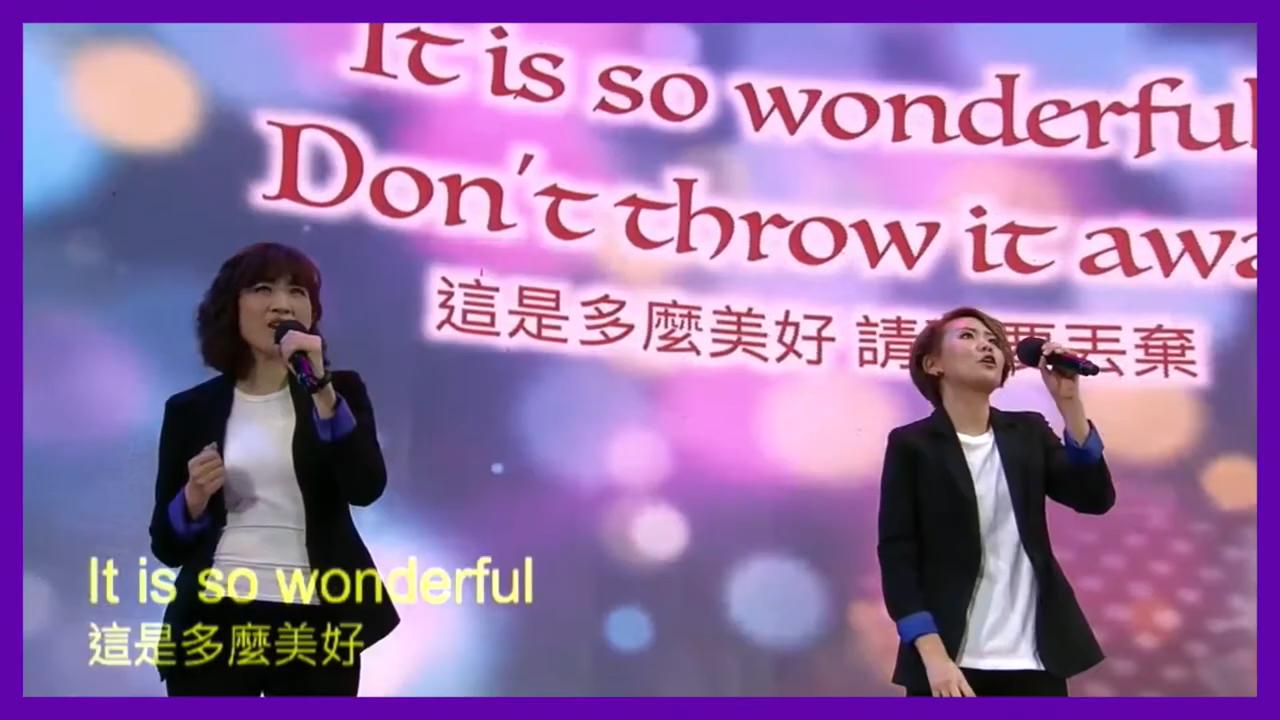 It is so wonderful
Don't throw it awa
這是多麼美好 請 要丟棄
It is so wonderful
這是多麼美好